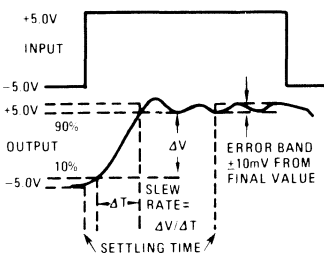 +5.0V
INPUT
-5.0V
+5.0V
90%
OUTPUT
10%
-5.0V
ΔV
ΔT
SLEW
RATE=
ΔV/ΔT
ERROR BAND
±10mV FROM
FINAL VALUE
SETTLING TIME